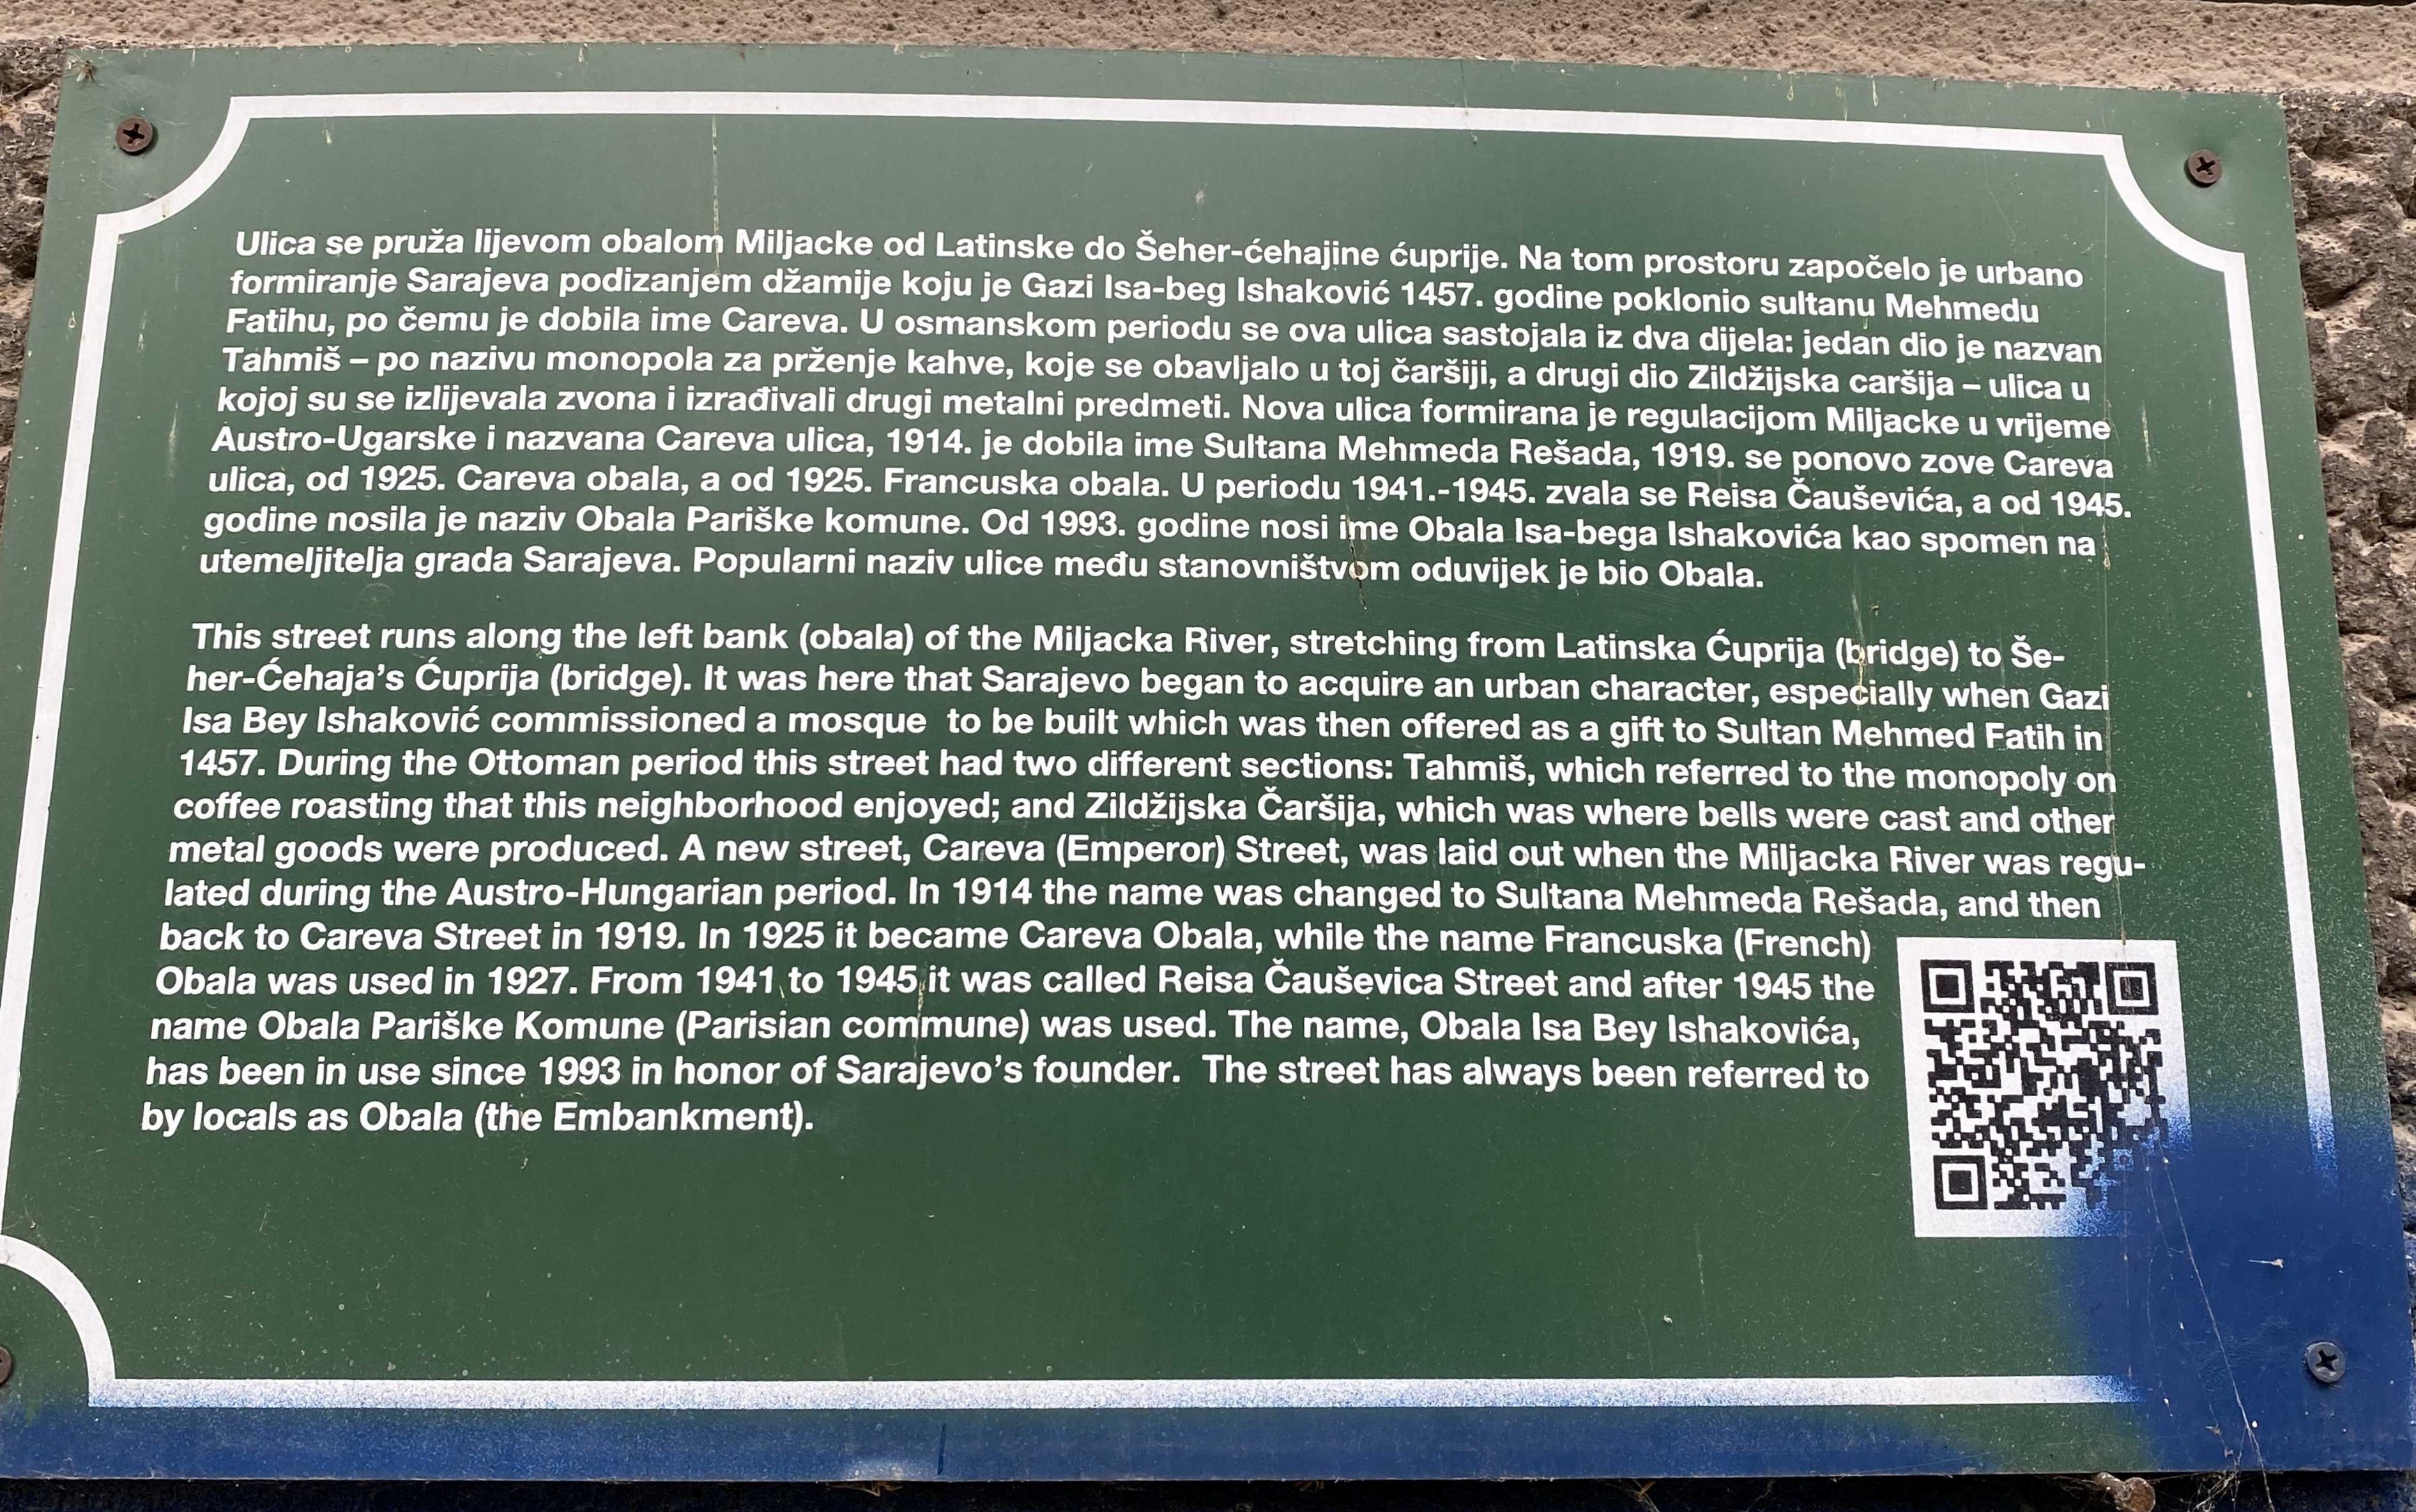 Ulica se pruža lijevom obalom Miljacke od Latinske do Šeher-ćehajine ćuprije. Na tom prostoru započelo je urbano
formiranje Sarajeva podizanjem džamije koju je Gazi Isa-beg Ishaković 1457. godine poklonio sultanu Mehmedu
Fatihu, po čemu je dobila ime Careva. U osmanskom periodu se ova ulica sastojala iz dva dijela: jedan dio je nazvan
Tahmiš – po nazivu monopola za prženje kahve, koje se obavljalo u toj čaršiji, a drugi dio Zildžijska caršija – ulica u
kojoj su se izlijevala zvona i izrađivali drugi metalni predmeti. Nova ulica formirana je regulacijom Miljacke u vrijeme
Austro-Ugarske i nazvana Careva ulica, 1914. je dobila ime Sultana Mehmeda Rešada, 1919. se ponovo zove Careva
ulica, od 1925. Careva obala, a od 1925. Francuska obala. U periodu 1941.-1945. zvala se Reisa Čauševića, a od 1945.
godine nosila je naziv Obala Pariške komune. Od 1993. godine nosi ime Obala Isa-bega Ishakovića kao spomen na
utemeljitelja grada Sarajeva. Popularni naziv ulice među stanovništvom oduvijek je bio Obala.
This street runs along the left bank (obala) of the Miljacka River, stretching from Latinska Ćuprija (bridge) to Še-
her-Ćehaja’s Ćuprija (bridge). It was here that Sarajevo began to acquire an urban character, especially when Gazi
Isa Bey Ishaković commissioned a mosque  to be built which was then offered as a gift to Sultan Mehmed Fatih in
1457. During the Ottoman period this street had two different sections: Tahmiš, which referred to the monopoly on
coffee roasting that this neighborhood enjoyed; and Zildžijska Čaršija, which was where bells were cast and other
metal goods were produced. A new street, Careva (Emperor) Street, was laid out when the Miljacka River was regu-
lated during the Austro-Hungarian period. In 1914 the name was changed to Sultana Mehmeda Rešada, and then
back to Careva Street in 1919. In 1925 it became Careva Obala, while the name Francuska (French)
Obala was used in 1927. From 1941 to 1945 it was called Reisa Čauševica Street and after 1945 the
name Obala Pariške Komune (Parisian commune) was used. The name, Obala Isa Bey Ishakovića,
has been in use since 1993 in honor of Sarajevo’s founder.  The street has always been referred to
by locals as Obala (the Embankment).